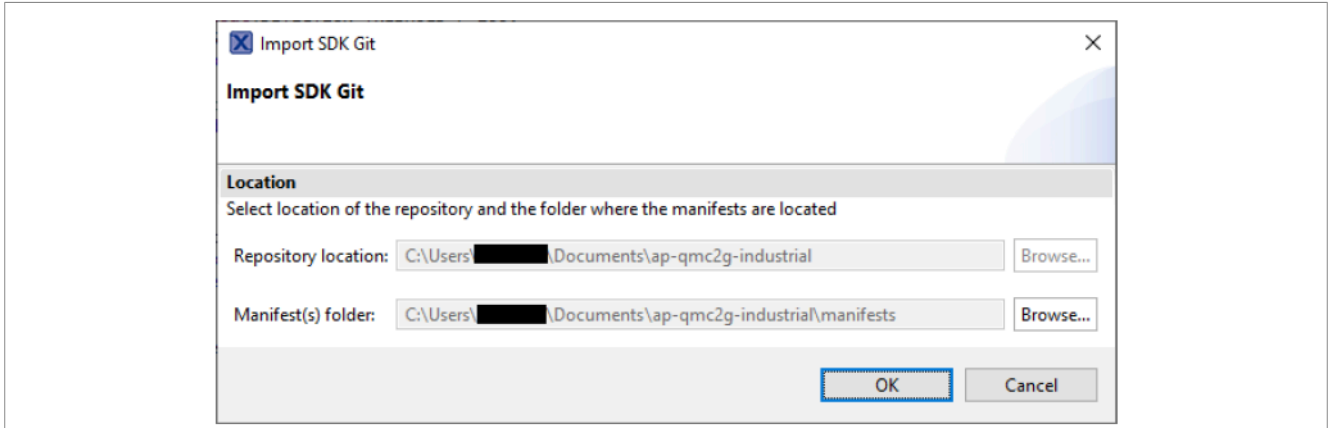 Import SDK Git
Import SDK Git
Location
Select location of the repository and the folder where the manifests are located
Repository location: C:\Users\ \Documents\ap-qmc2g-industrial Browse...
Manifest(s) folder: C:\Users\ \Documents\ap-qmc2g-industrial\manifests Browse...
OK Cancel